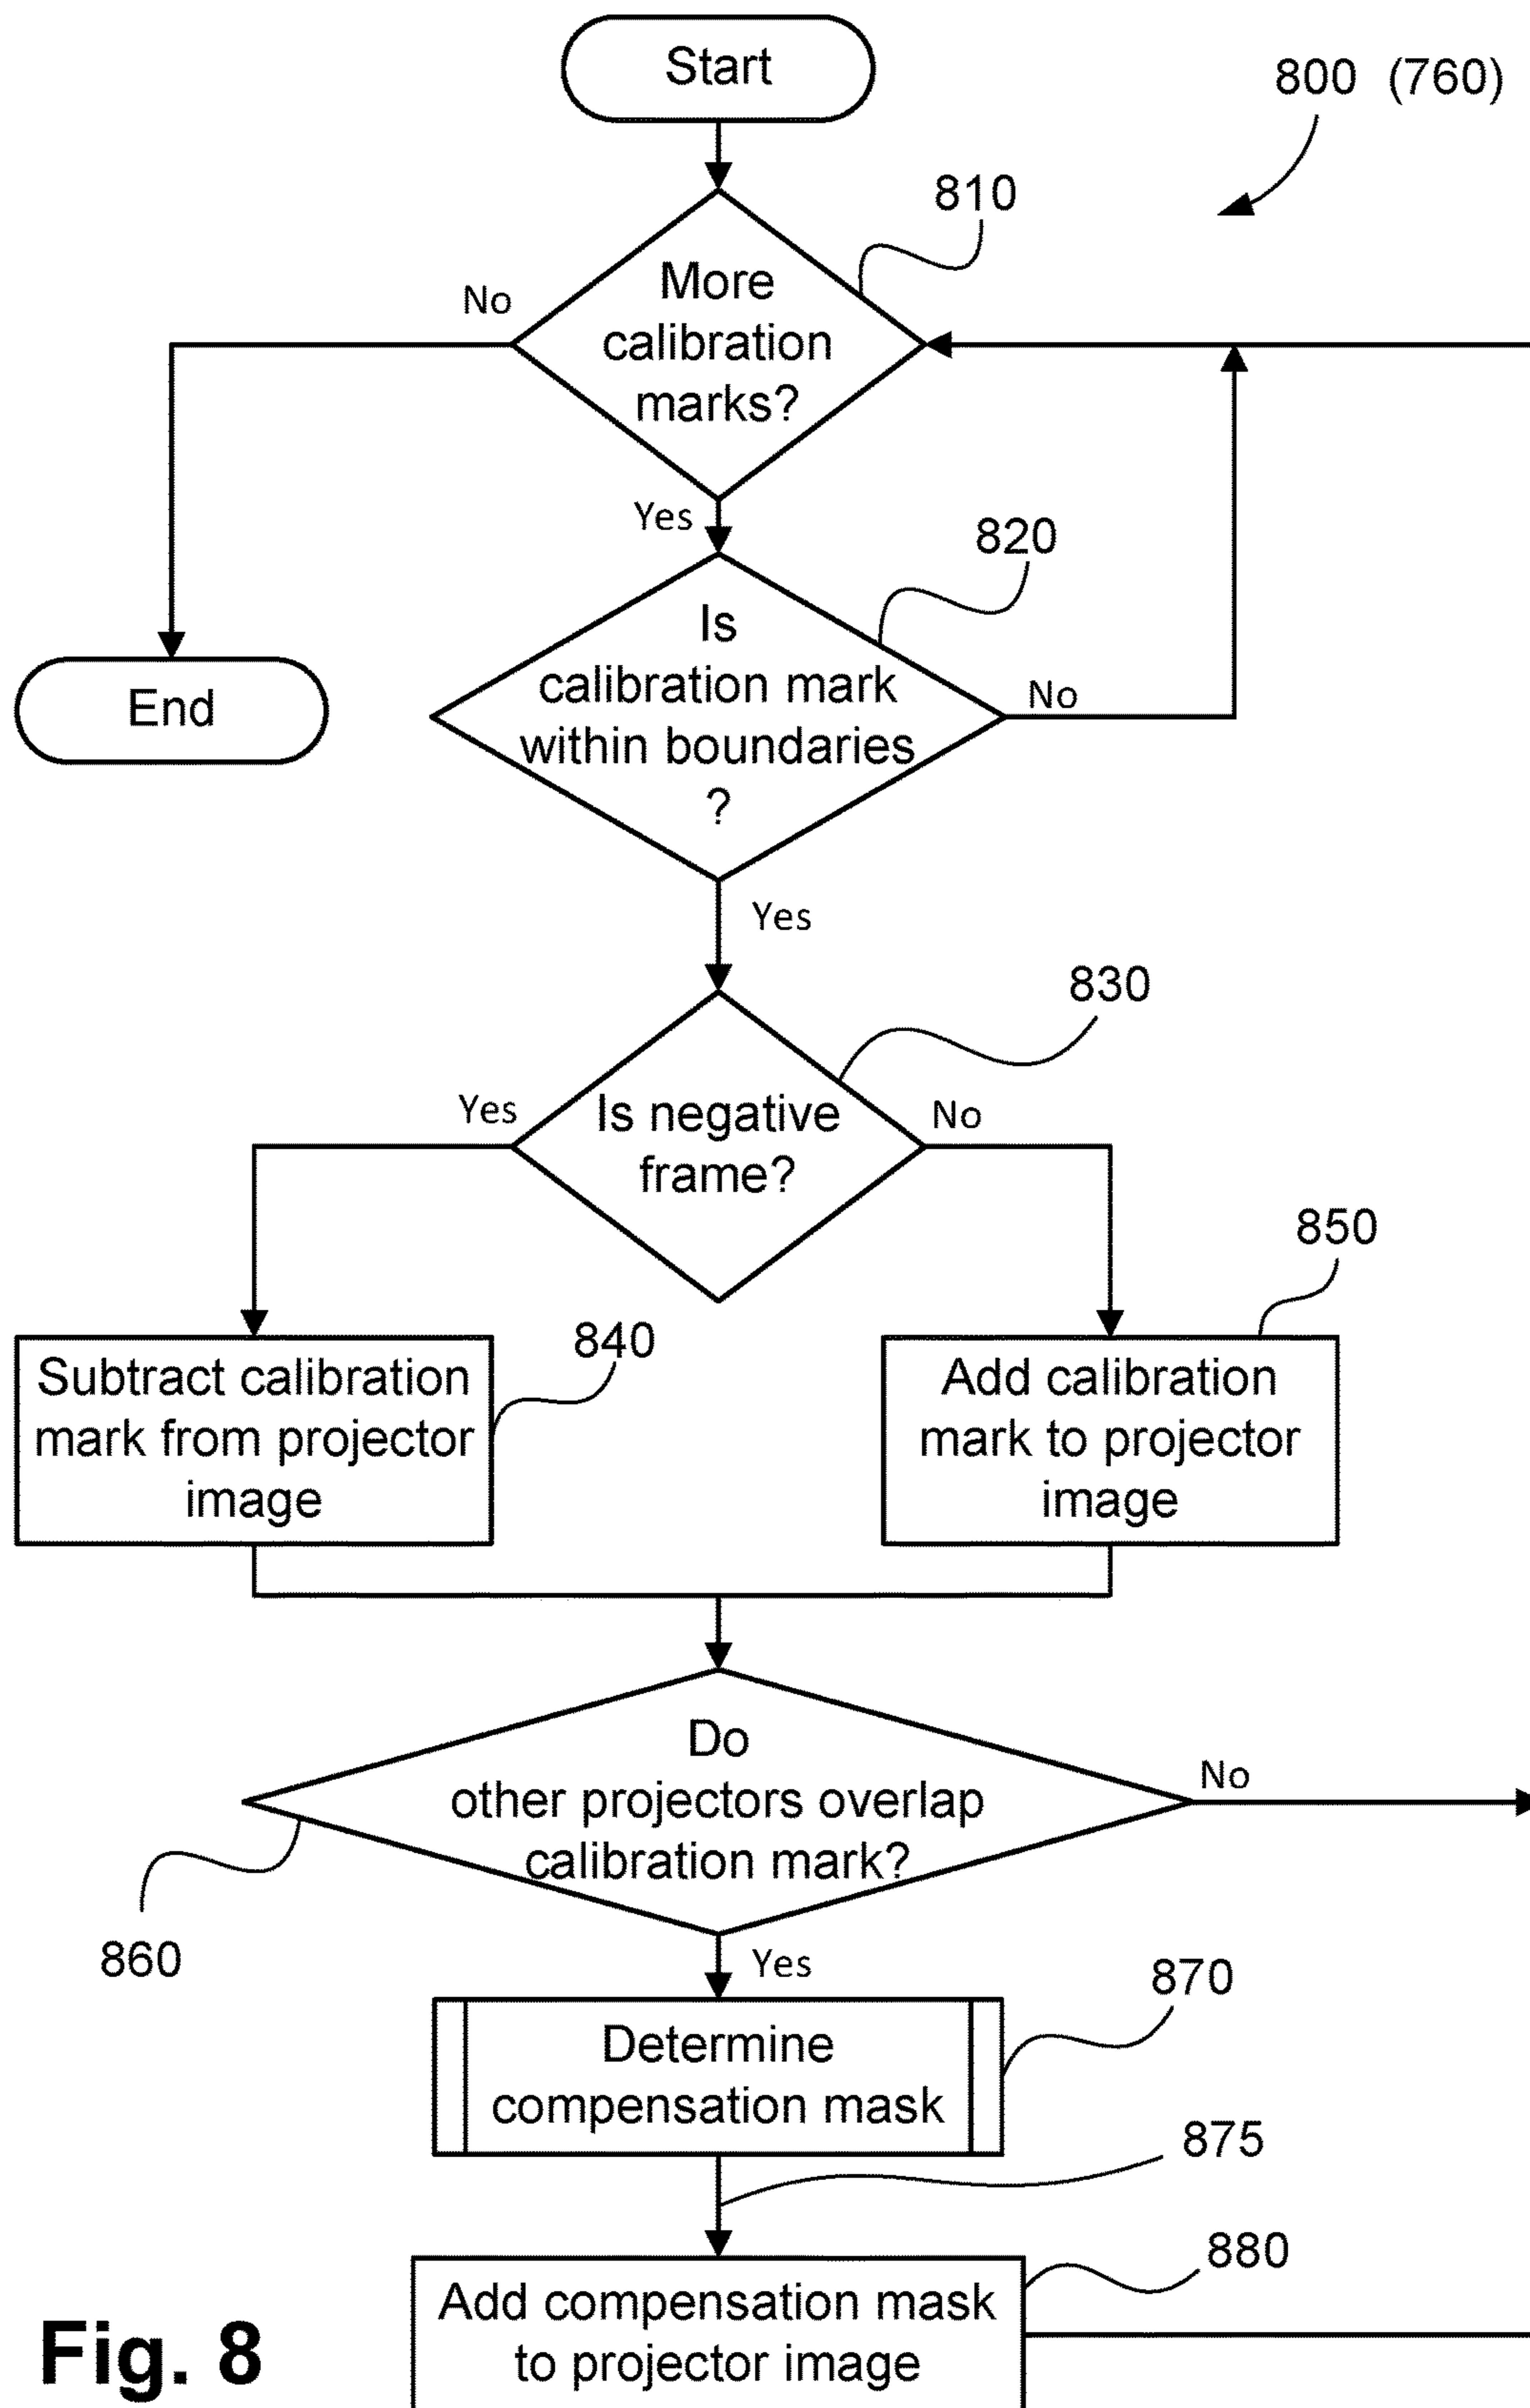 Start
800 (760)
810
More
calibration
marks?
No
Yes
820
Is
calibration mark
within boundaries
?
No
End
Yes
830
Is negative
frame?
Yes
No
850
840
Subtract calibration
mark from projector
image
Add calibration
mark to projector
image
Do
other projectors overlap
calibration mark?
No
860
Yes
870
Determine
compensation mask
875
880
Add compensation mask
to projector image
Fig. 8